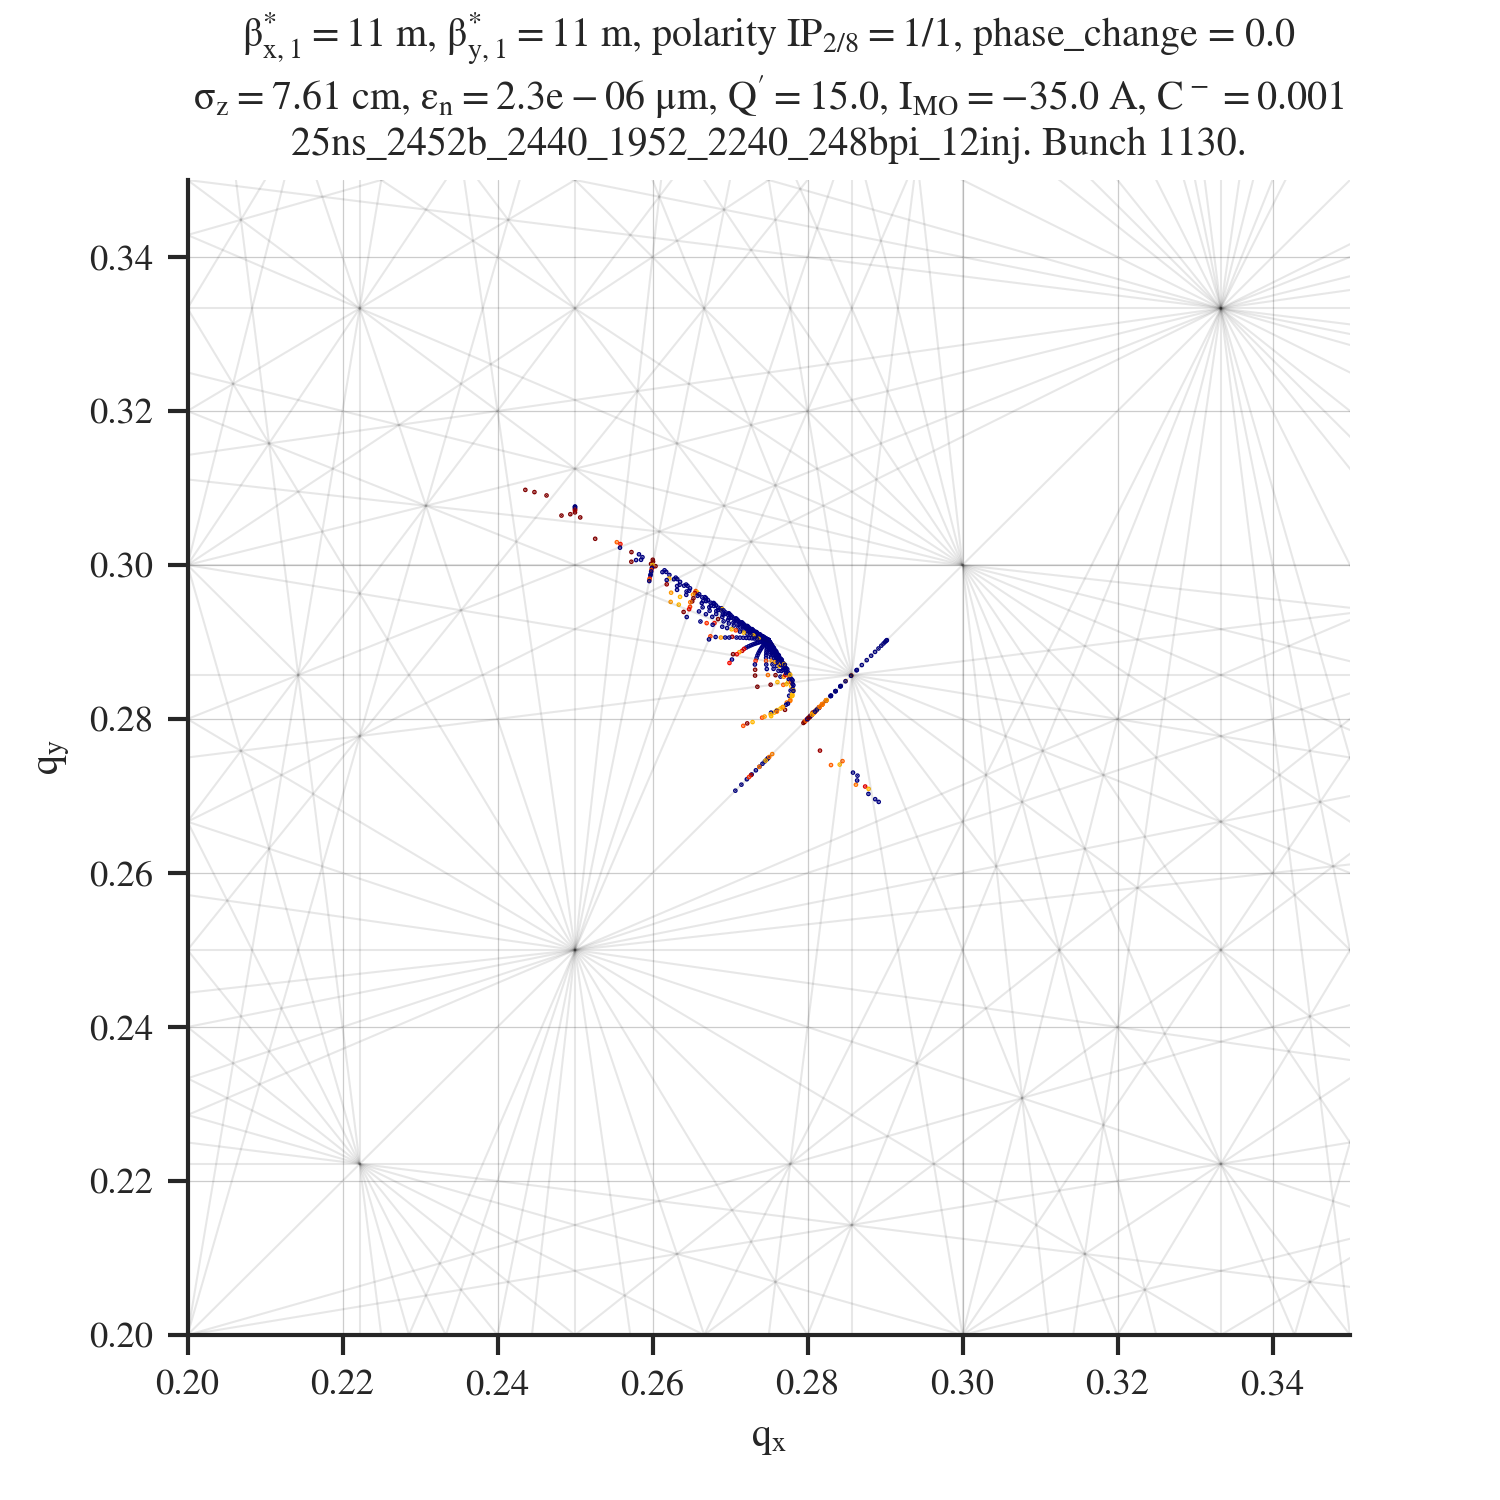 β*x, 1 = 11 m, β*y, 1 = 11 m, polarity IP2/8 = 1/1, phase_change = 0.0
σz = 7.61 cm, εn = 2.3e − 06 μm, Q′ = 15.0, IMO = −35.0 A, C− = 0.001
25ns_2452b_2440_1952_2240_248bpi_12inj. Bunch 1130.
0.34
0.32
0.30
0.28
0.26
0.24
0.22
0.20
qy
0.20 0.22 0.24 0.26 0.28 0.30 0.32 0.34
qx